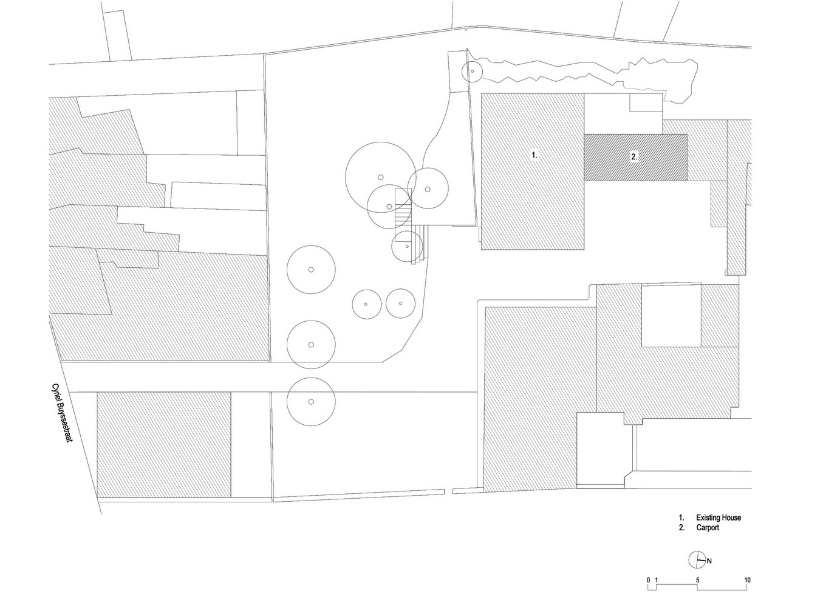 1.
2.
Cyriel Buyssestraat
1. Existing House
2. Carport
N
0 1 5 10